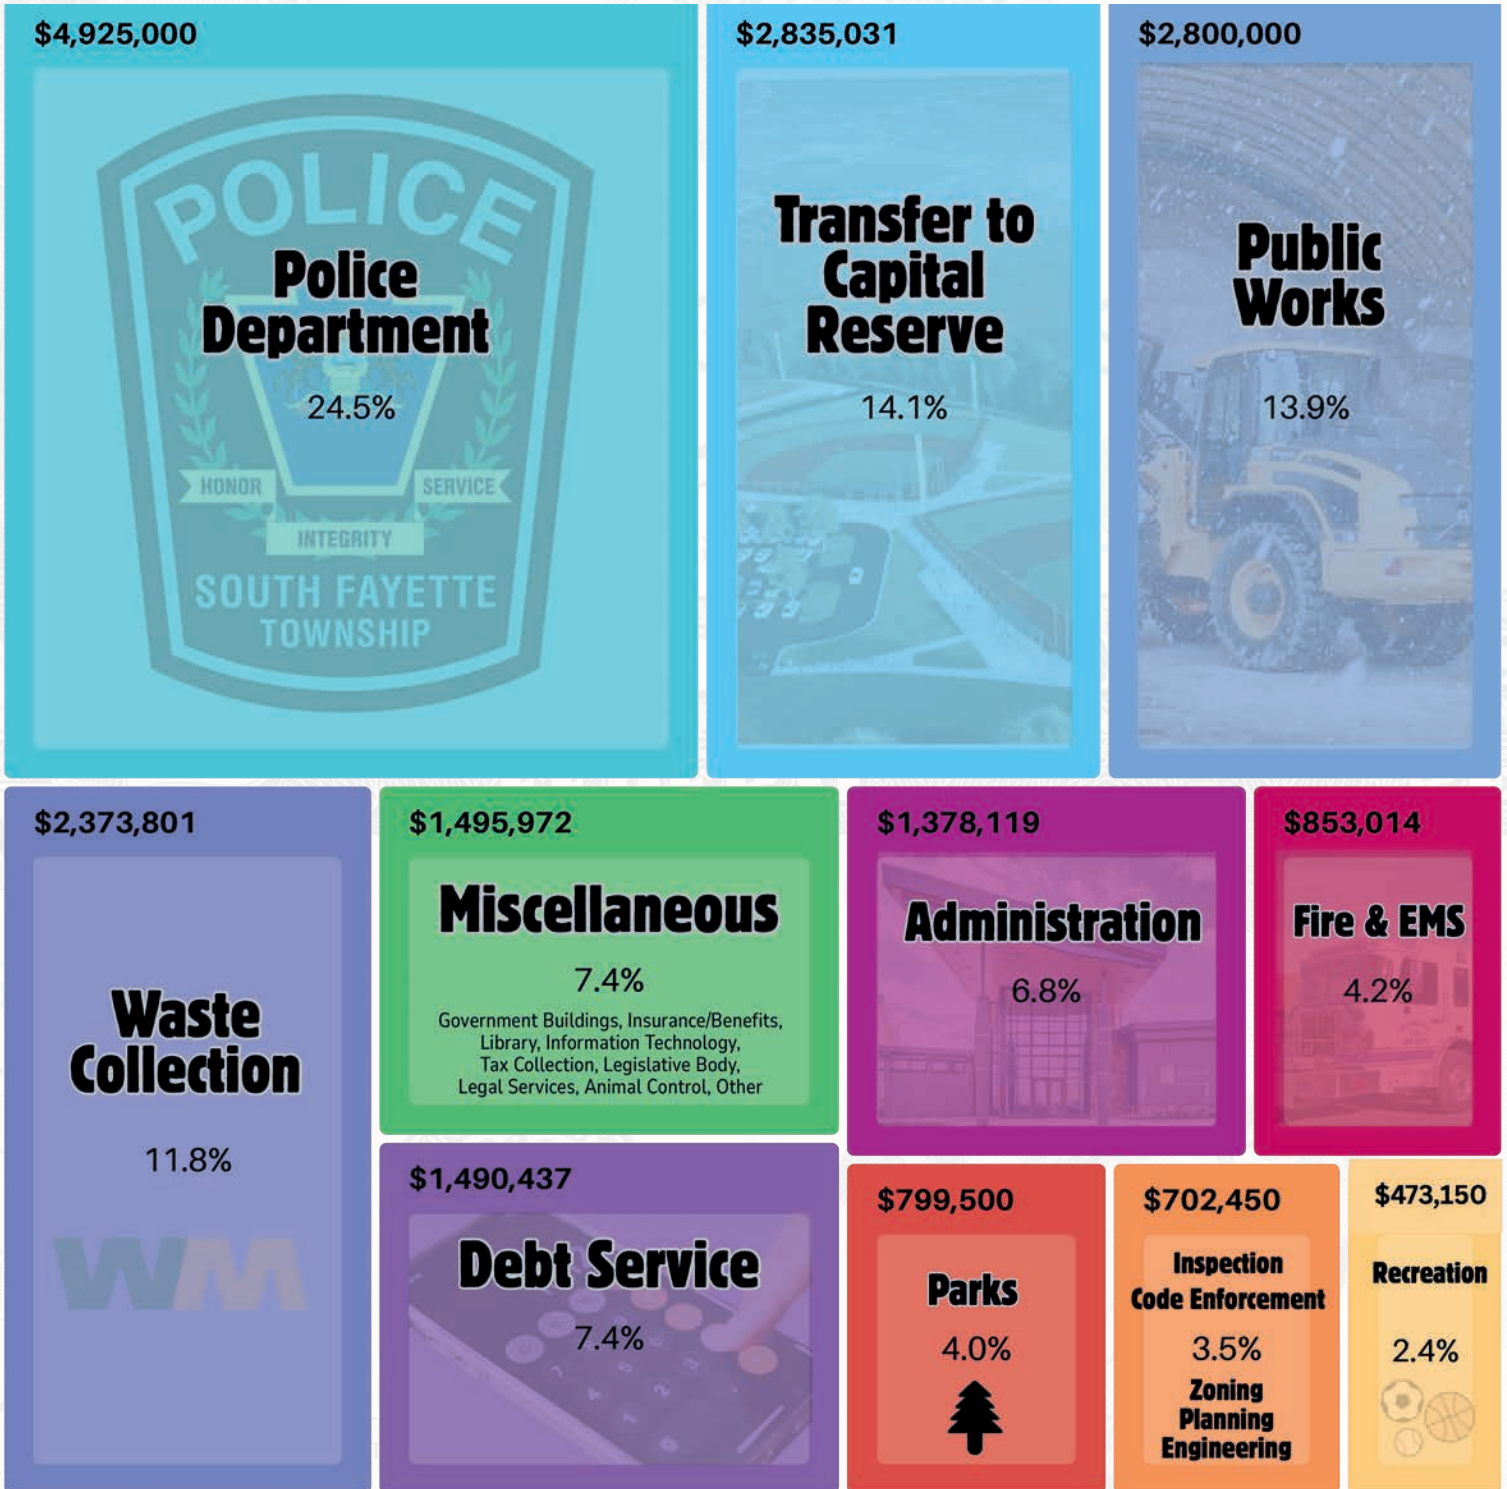 $4,925,000
POLICE
Police
Department
24.5%
HONOR
SERVICE
INTEGRITY
SOUTH FAYETTE
TOWNSHIP
$2,835,031
Transfer to
Capital
Reserve
14.1%
$2,800,000
Public
Works
13.9%
$2,373,801
Waste
Collection
11.8%
WM
$1,495,972
Miscellaneous
7.4%
Government Buildings, Insurance/Benefits,
Library, Information Technology,
Tax Collection, Legislative Body,
Legal Services, Animal Control, Other
$1,490,437
Debt Service
7.4%
$1,378,119
Administration
6.8%
$853,014
Fire & EMS
4.2%
$799,500
Parks
4.0%
$702,450
Inspection
Code Enforcement
3.5%
Zoning
Planning
Engineering
$473,150
Recreation
2.4%